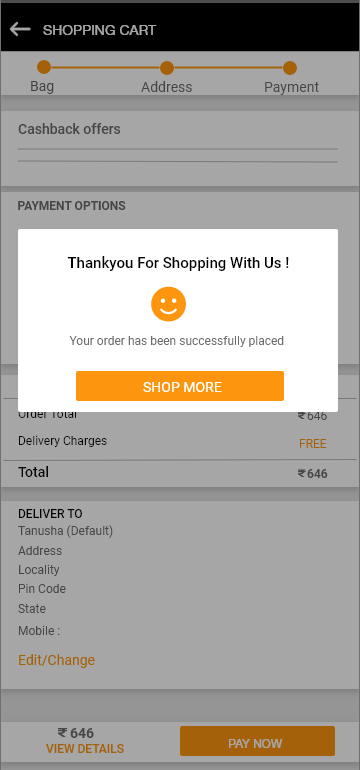 SHOPPING CART
Bag Address Payment
Cashback offers
PAYMENT OPTIONS
Thankyou For Shopping With Us !
Your order has been successfully placed
SHOP MORE
Order Total ₹646
Delivery Charges FREE
Total ₹646
DELIVER TO
Tanusha (Default)
Address
Locality
Pin Code
State
Mobile :
Edit/Change
₹ 646
VIEW DETAILS
PAY NOW